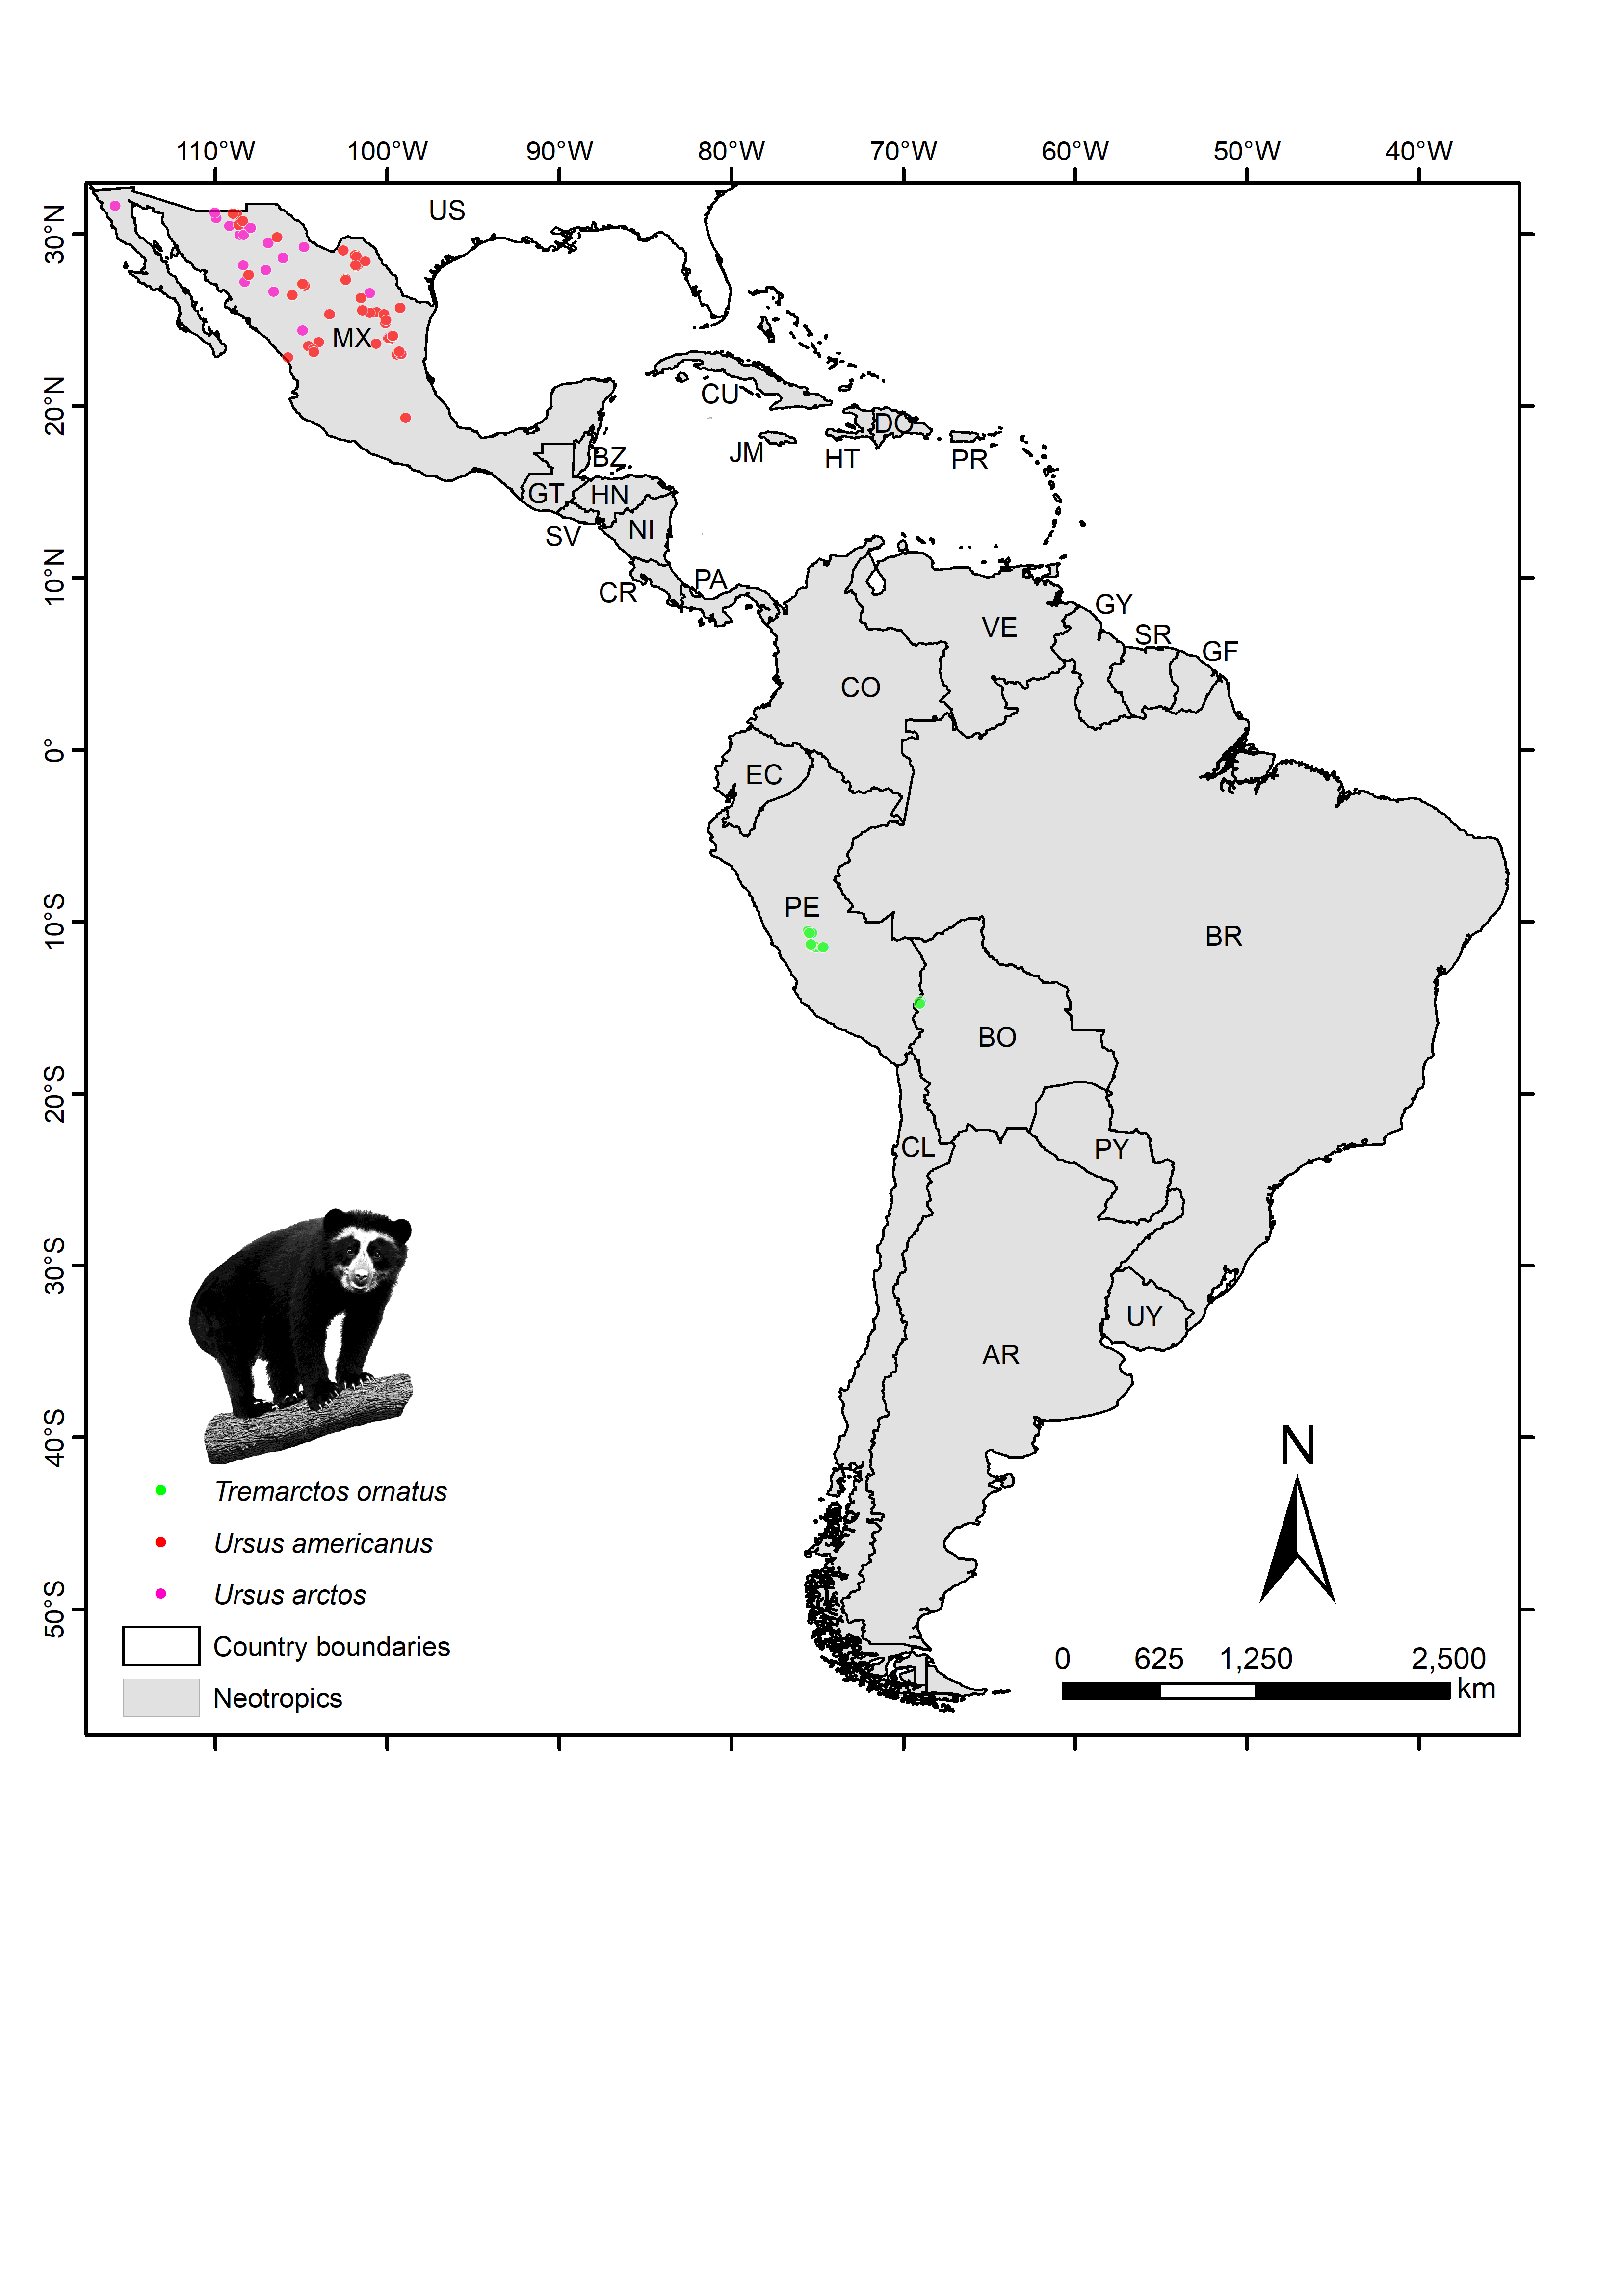 110°W 100°W 90°W 80°W 70°W 60°W 50°W 40°W
30°N
20°N
10°N
0°
10°S
20°S
30°S
40°S
50°S
US
MX
CU
DO
JM
HT
PR
BZ
GT
HN
SV
NI
CR
PA
VE
GY
SR
GF
CO
EC
PE
BR
BO
CL
PY
UY
AR
N
Tremarctos ornatus
Ursus americanus
Ursus arctos
Country boundaries
Neotropics
0 625 1,250 2,500
km